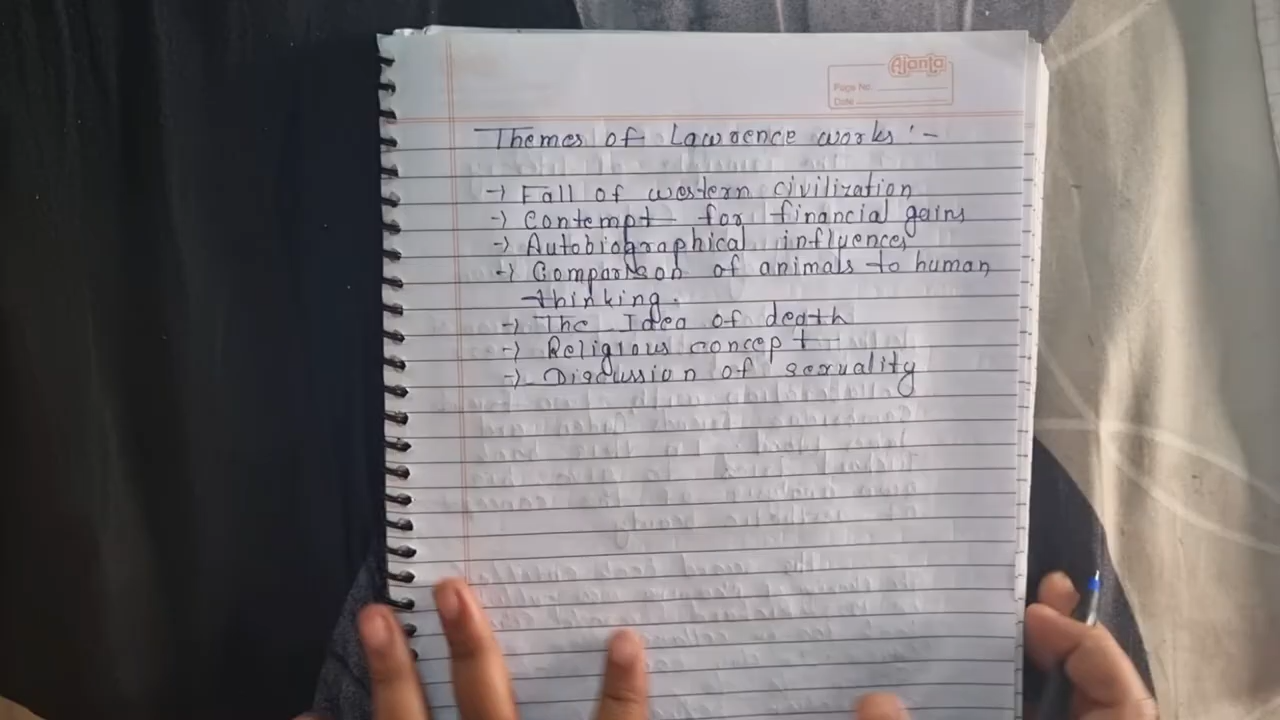 Ajanta
Page No.
Date
Themes of Lawrence works :-
→ Fall of western civilization
→ Contempt for financial gains
→ Autobiographical influences
→ Comparison of animals to human
thinking.
→ The Idea of death
→ Religious concept
→ Discussion of sexuality